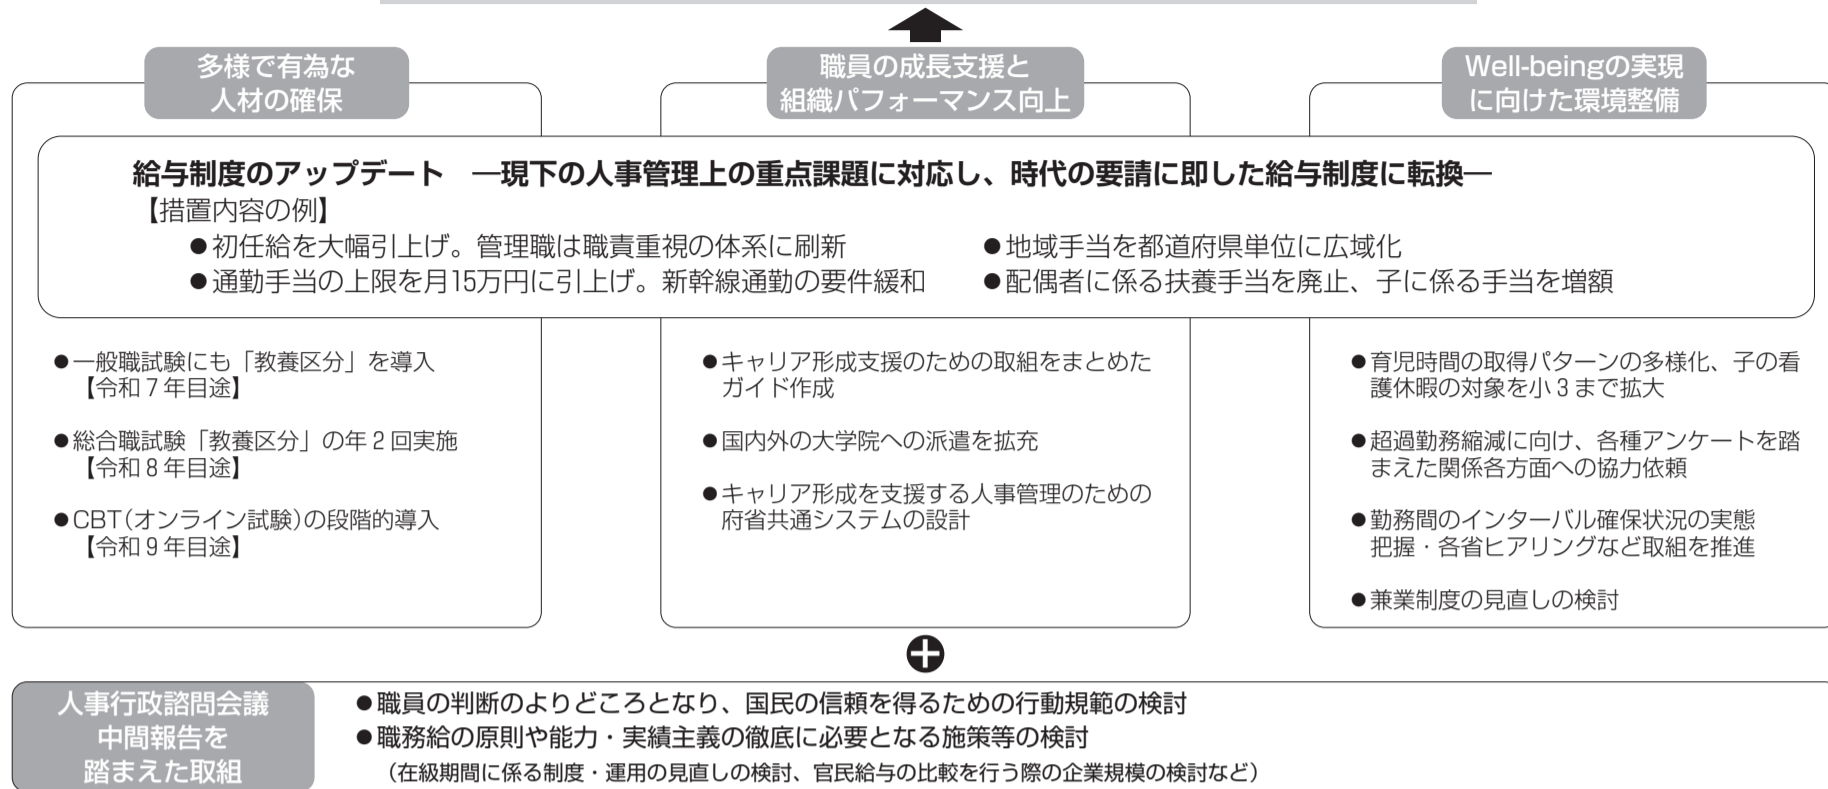 多様で有為な
人材の確保
職員の成長支援と
組織パフォーマンス向上
Well-beingの実現
に向けた環境整備
給与制度のアップデート　―現下の人事管理上の重点課題に対応し、時代の要請に即した給与制度に転換―
【措置内容の例】
●初任給を大幅引上げ。管理職は職責重視の体系に刷新
●通勤手当の上限を月15万円に引上げ。新幹線通勤の要件緩和
●地域手当を都道府県単位に広域化
●配偶者に係る扶養手当を廃止、子に係る手当を増額
●一般職試験にも「教養区分」を導入
【令和７年目途】
●総合職試験「教養区分」の年２回実施
【令和８年目途】
●CBT(オンライン試験)の段階的導入
【令和９年目途】
●キャリア形成支援のための取組をまとめた
ガイド作成
●国内外の大学院への派遣を拡充
●キャリア形成を支援する人事管理のための
府省共通システムの設計
●育児時間の取得パターンの多様化、子の看
護休暇の対象を小３まで拡大
●超過勤務縮減に向け、各種アンケートを踏
まえた関係各方面への協力依頼
●勤務間のインターバル確保状況の実態
把握・各省ヒアリングなど取組を推進
●兼業制度の見直しの検討
人事行政諮問会議
中間報告を
踏まえた取組
●職員の判断のよりどころとなり、国民の信頼を得るための行動規範の検討
●職務給の原則や能力・実績主義の徹底に必要となる施策等の検討
（在級期間に係る制度・運用の見直しの検討、官民給与の比較を行う際の企業規模の検討など）